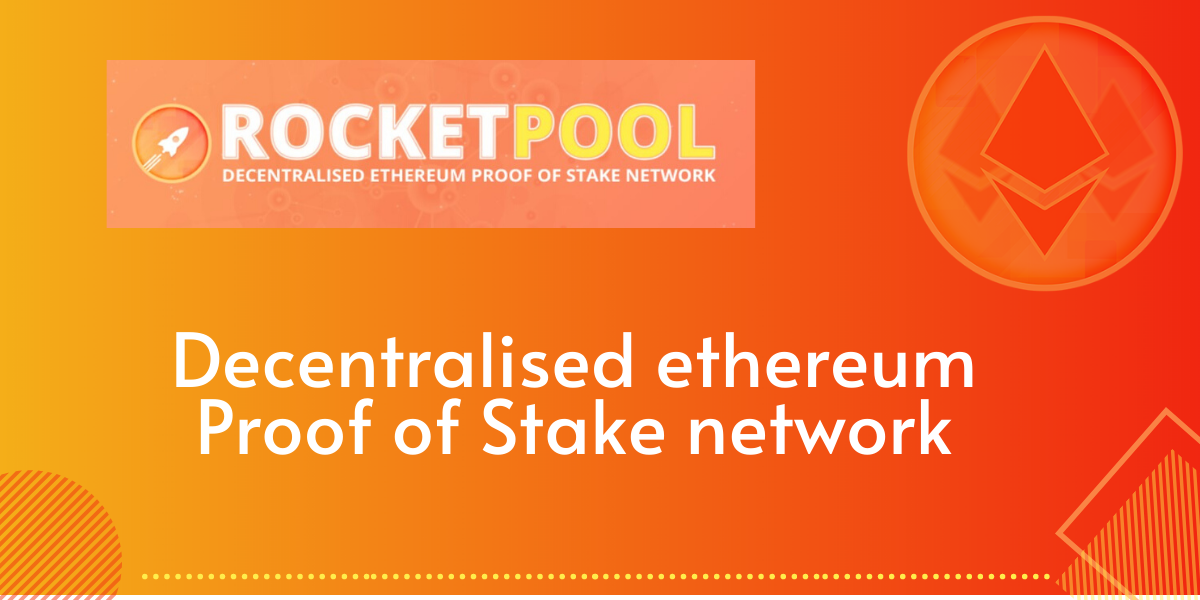 ROCKETPOOL
DECENTRALISED ETHEREUM PROOF OF STAKE NETWORK
Decentralised ethereum
Proof of Stake network